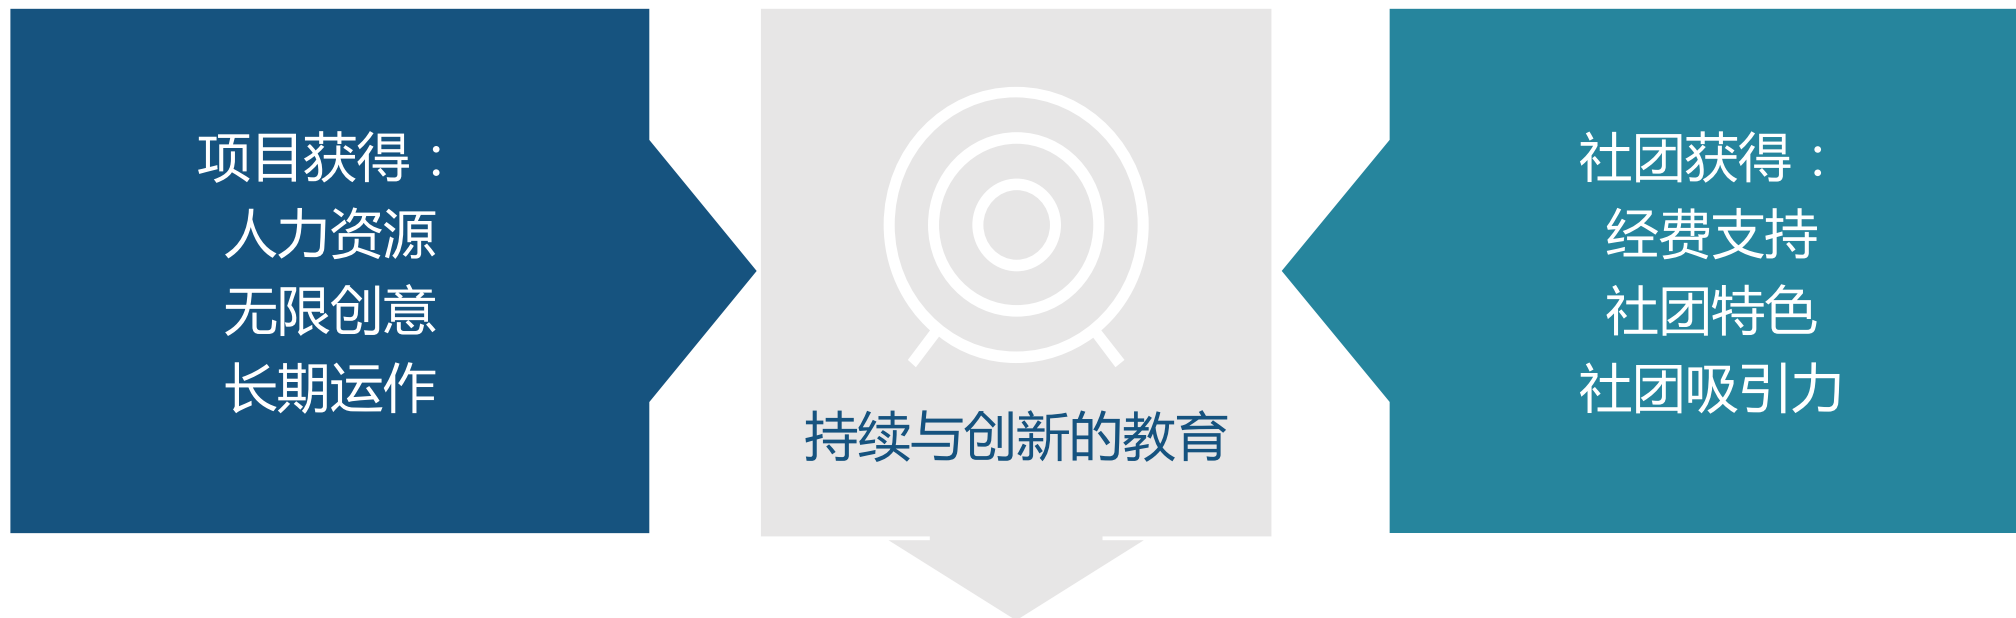 项目获得：
人力资源
无限创意
长期运作
持续与创新的教育
社团获得：
经费支持
社团特色
社团吸引力